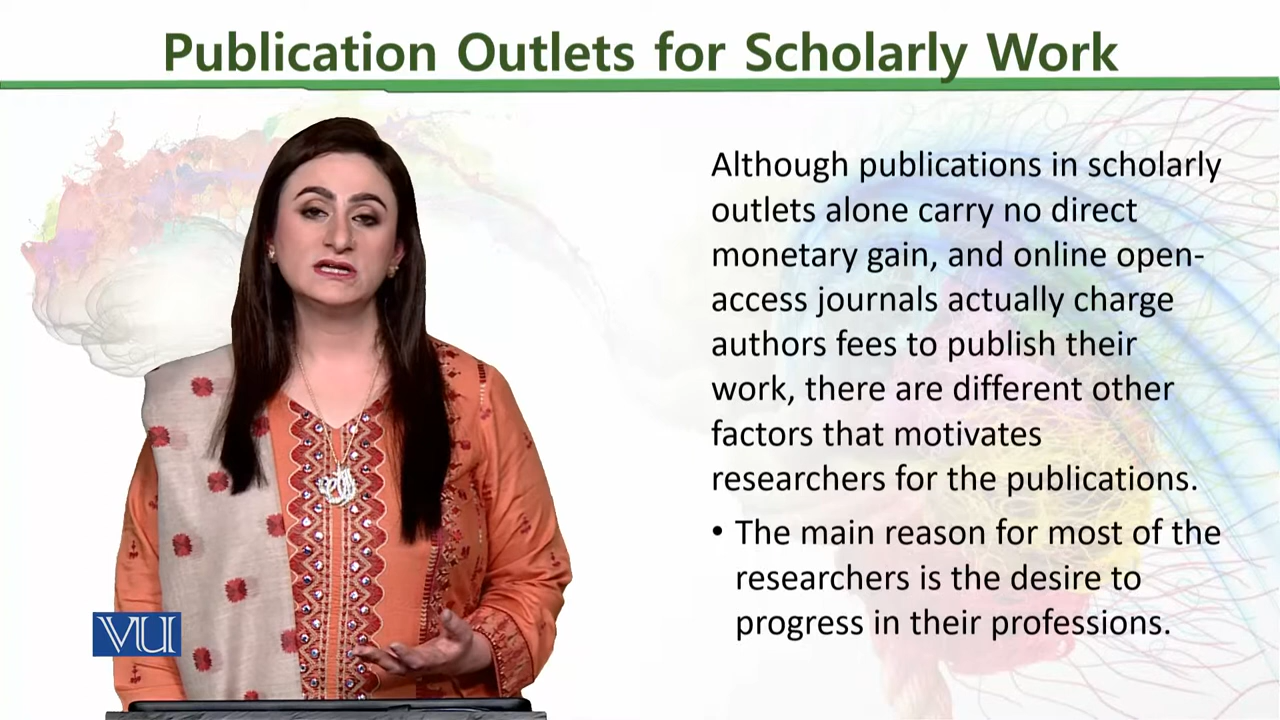 Publication Outlets for Scholarly Work
Although publications in scholarly
outlets alone carry no direct
monetary gain, and online open-
access journals actually charge
authors fees to publish their
work, there are different other
factors that motivates
researchers for the publications.
• The main reason for most of the
researchers is the desire to
progress in their professions.
VU